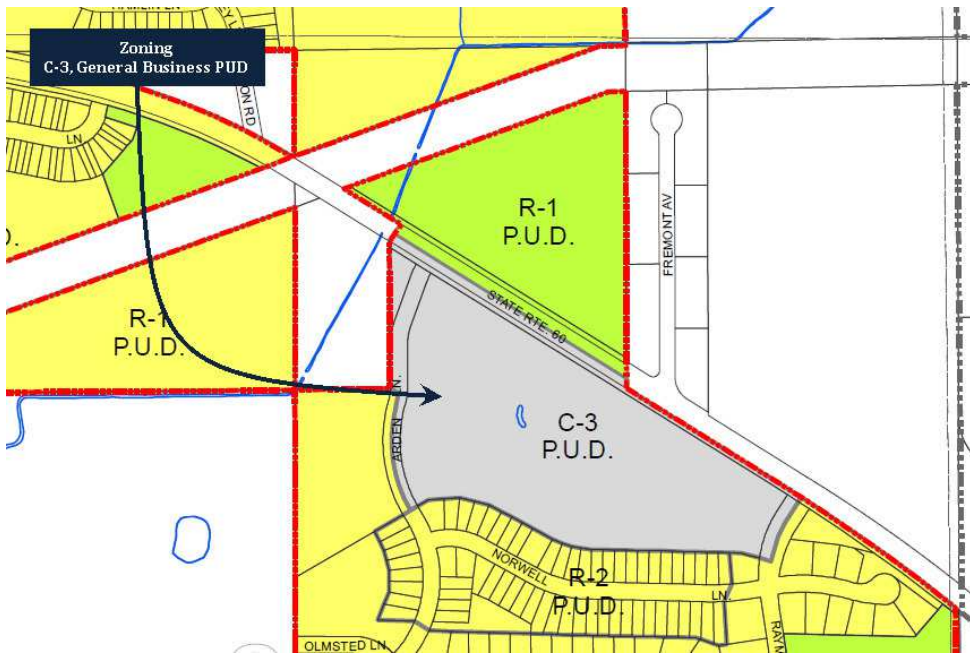 Zoning
C-3, General Business PUD
LN
R-1
P.U.D.
FREMONT AV
STATE RTE. 60
R-1
P.U.D.
ARDEN LN.
C-3
P.U.D.
NORWELL LN.
R-2
P.U.D.
OLMSTED LN.